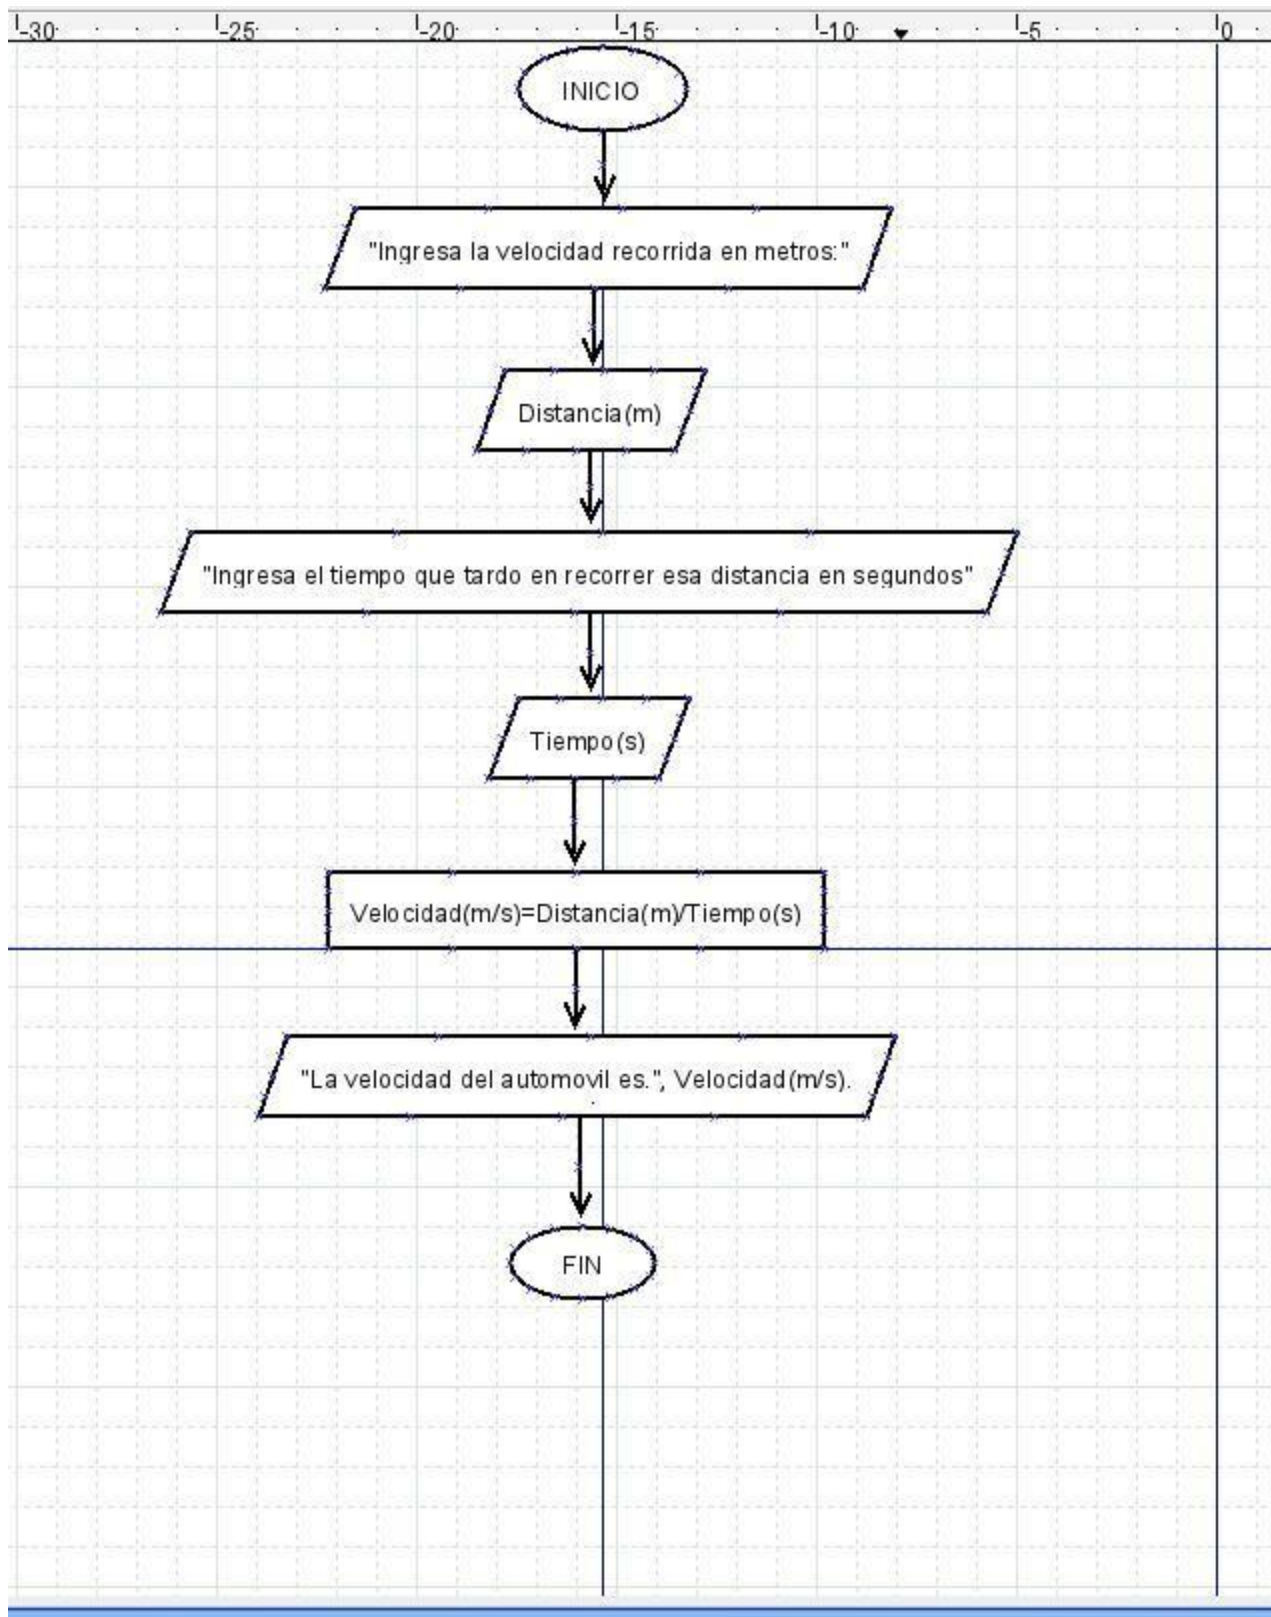 -30 -25 -20 -15 -10 -5 0
INICIO
"Ingresa la velocidad recorrida en metros:"
Distancia(m)
"Ingresa el tiempo que tardo en recorrer esa distancia en segundos"
Tiempo(s)
Velocidad(m/s)=Distancia(m)/Tiempo(s)
"La velocidad del automovil es.", Velocidad(m/s).
.
FIN